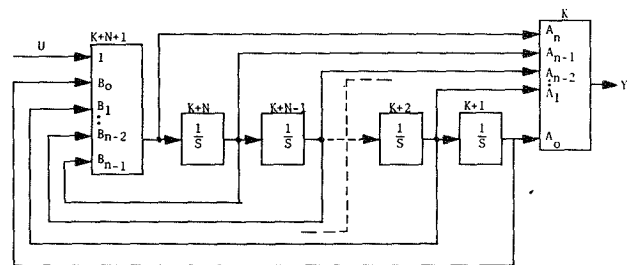 K
K+N+1
U
1
B₀
B₁
⋮
Bₙ₋₂
Bₙ₋₁
K+N
1
S
K+N-1
1
S
K+2
1
S
K+1
1
S
Aₙ
Aₙ₋₁
Aₙ₋₂
⋮
A₁
A₀
Y